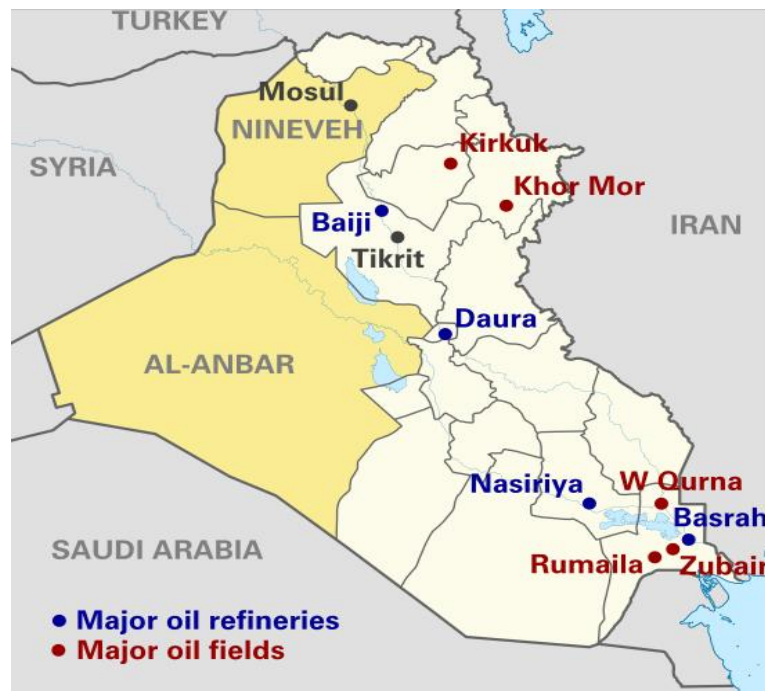 TURKEY
Mosul
NINEVEH
Kirkuk
SYRIA
Khor Mor
Baiji
IRAN
Tikrit
Daura
AL-ANBAR
Nasiriya
W Qurna
Basrah
SAUDI ARABIA
Rumaila
Zubair
Major oil refineries
Major oil fields